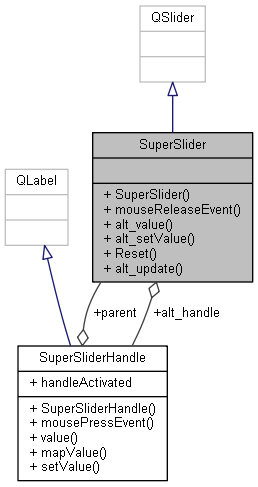 QSlider
SuperSlider
+ SuperSlider()
+ mouseReleaseEvent()
+ alt_value()
+ alt_setValue()
+ Reset()
+ alt_update()
QLabel
+parent
+alt_handle
SuperSliderHandle
+ handleActivated
+ SuperSliderHandle()
+ mousePressEvent()
+ value()
+ mapValue()
+ setValue()